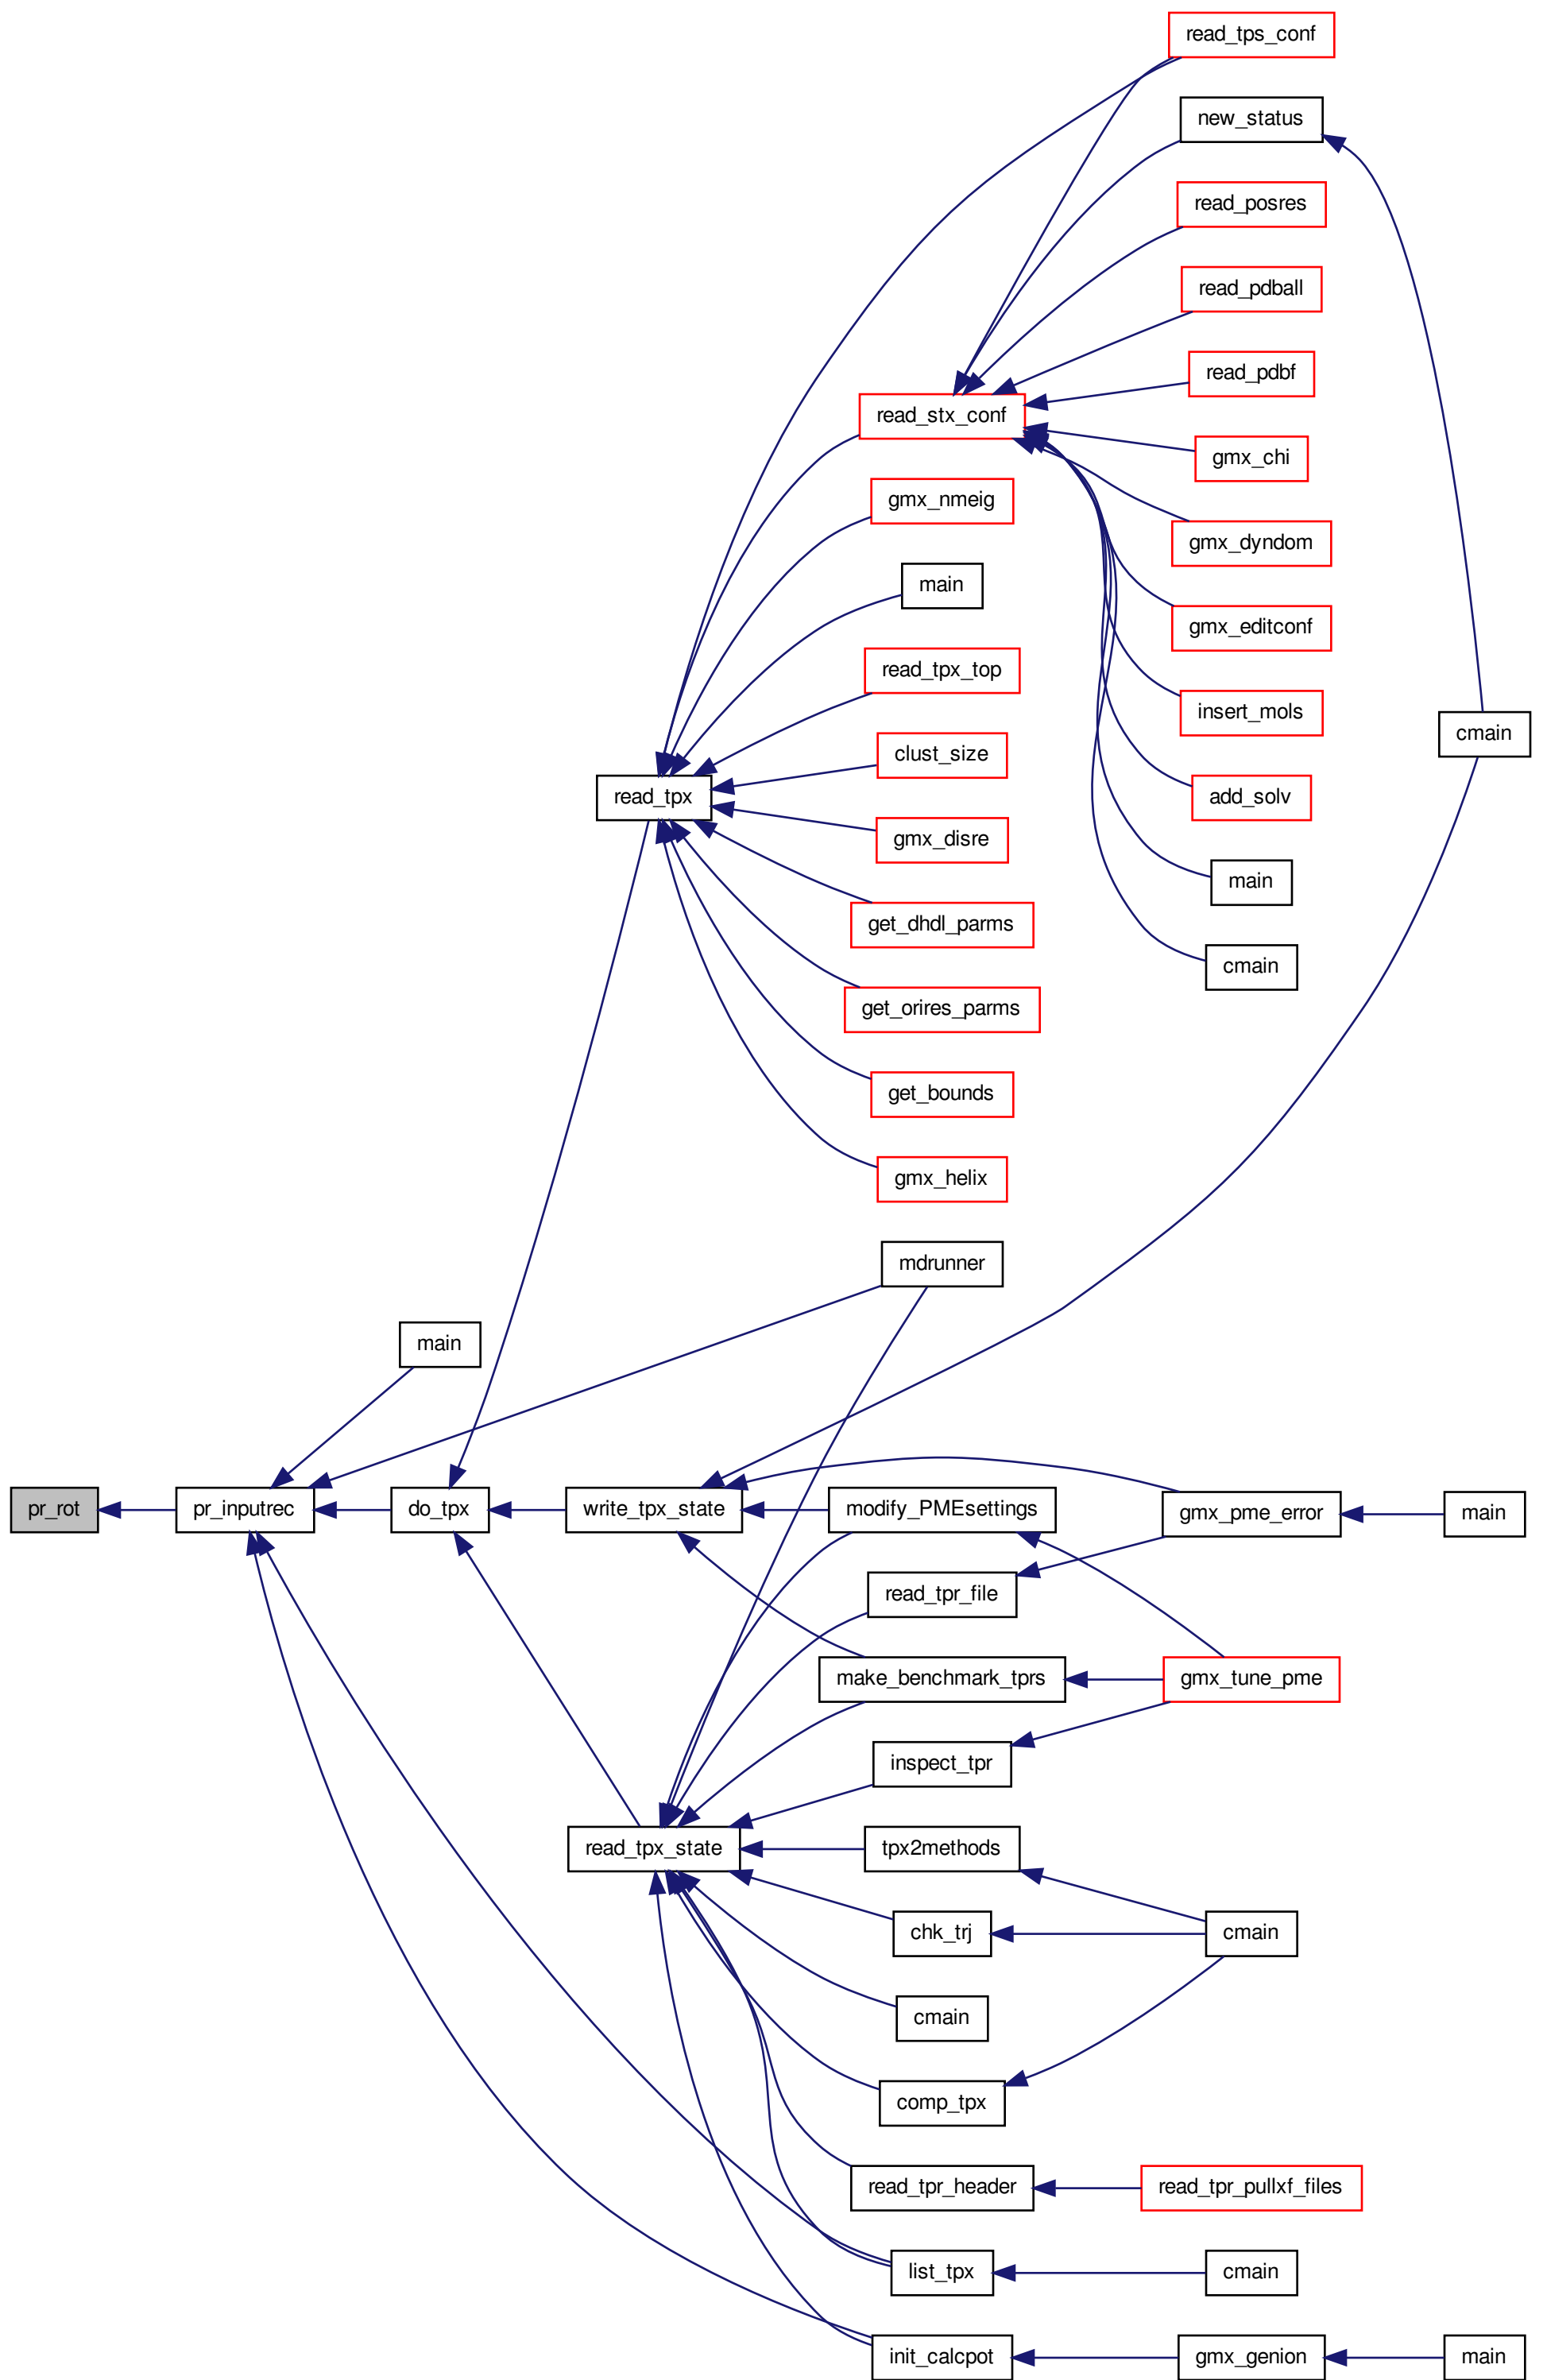 read_tps_conf
new_status
read_posres
read_pdball
read_pdbf
read_stx_conf
gmx_chi
gmx_nmeig
gmx_dyndom
main
gmx_editconf
read_tpx_top
insert_mols
cmain
clust_size
read_tpx
add_solv
gmx_disre
main
get_dhdl_parms
cmain
get_orires_parms
get_bounds
gmx_helix
mdrunner
main
pr_rot
pr_inputrec
do_tpx
write_tpx_state
modify_PMEsettings
gmx_pme_error
main
read_tpr_file
make_benchmark_tprs
gmx_tune_pme
inspect_tpr
read_tpx_state
tpx2methods
chk_trj
cmain
cmain
comp_tpx
read_tpr_header
read_tpr_pullxf_files
list_tpx
cmain
init_calcpot
gmx_genion
main